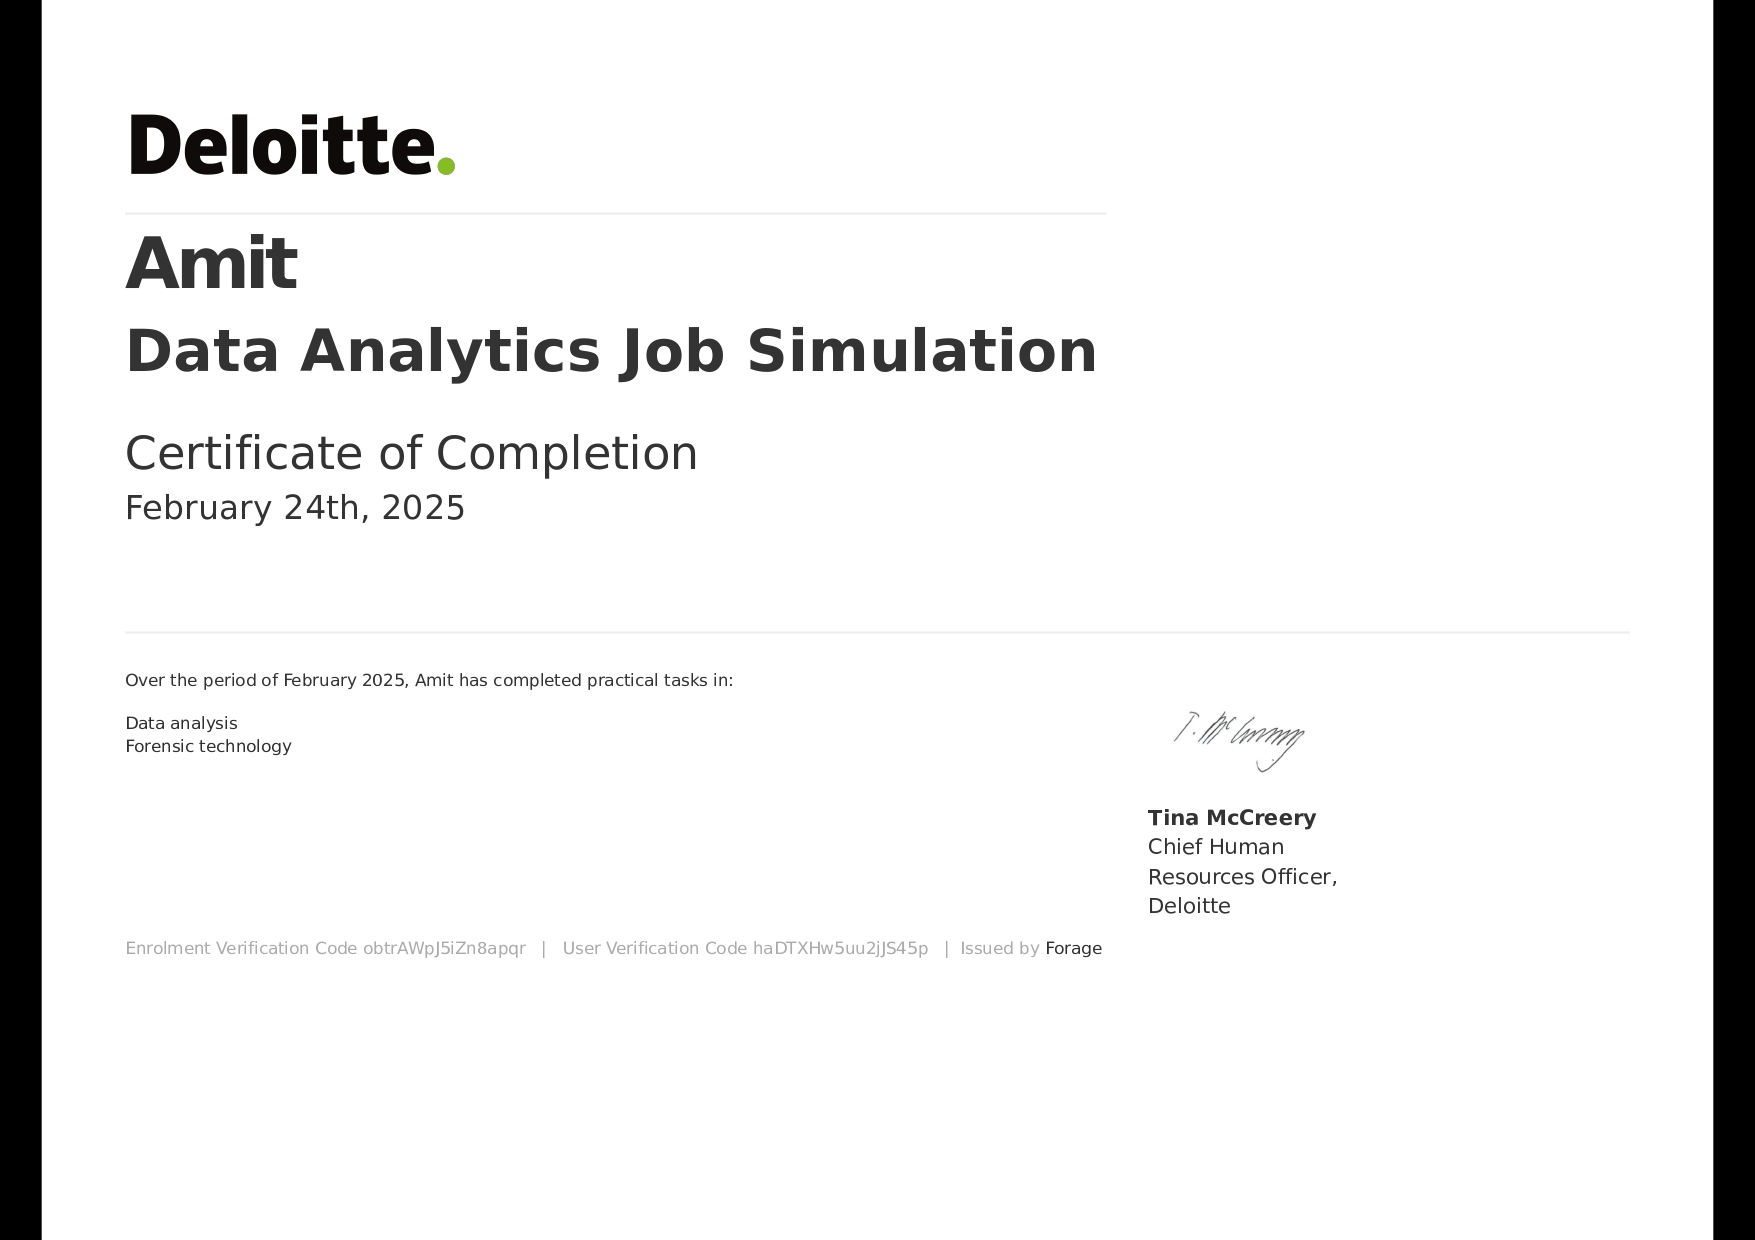 Deloitte.
Amit
Data Analytics Job Simulation
Certificate of Completion
February 24th, 2025
Over the period of February 2025, Amit has completed practical tasks in:
Data analysis
Forensic technology
T. McCreery
Tina McCreery
Chief Human
Resources Officer,
Deloitte
Enrolment Verification Code obtrAWpJ5iZn8apqr | User Verification Code haDTXHw5uu2jJS45p | Issued by Forage